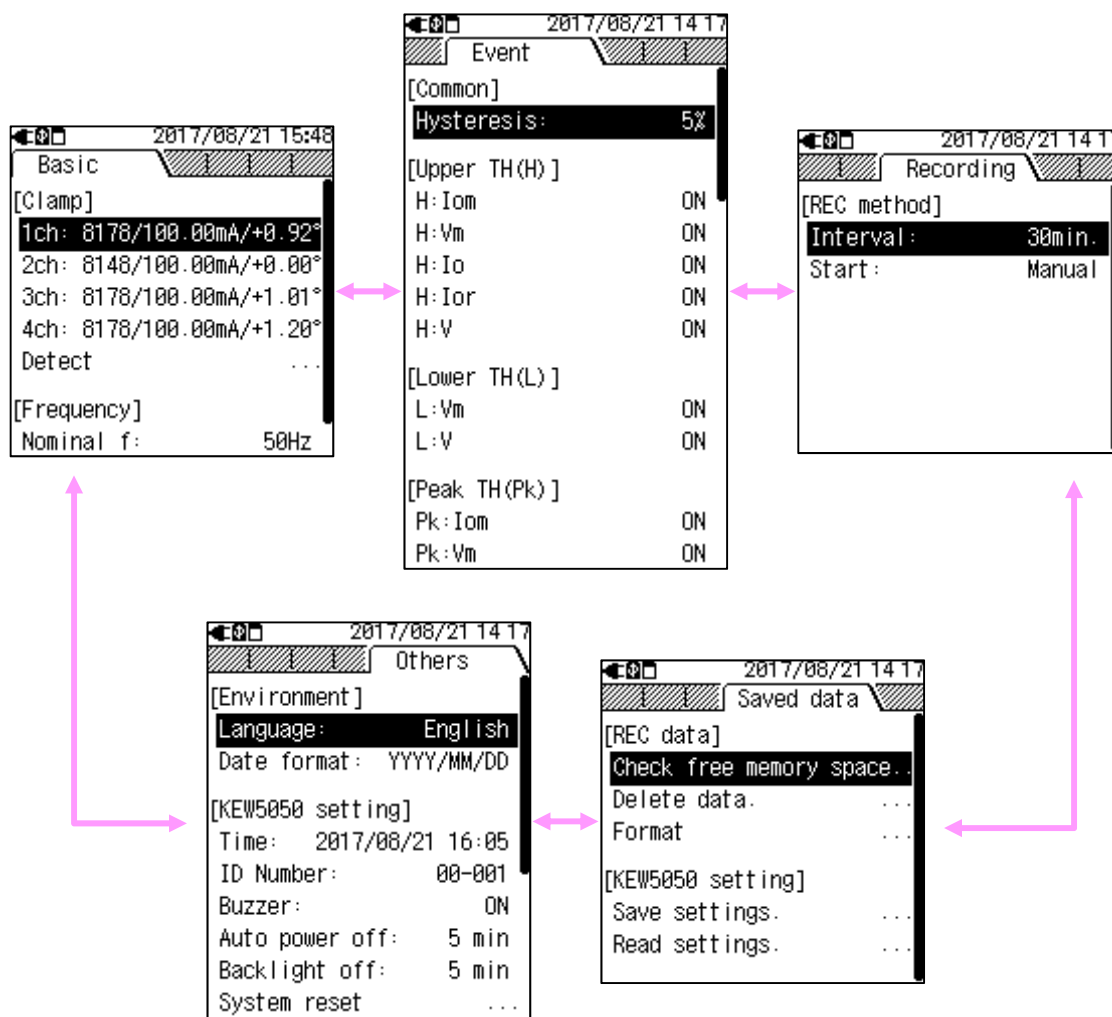 2017/08/21 15:48
Basic
[Clamp]
1ch: 8178/100.00mA/+0.92°
2ch: 8148/100.00mA/+0.00°
3ch: 8178/100.00mA/+1.01°
4ch: 8178/100.00mA/+1.20°
Detect ...
[Frequency]
Nominal f: 50Hz
2017/08/21 14 17
Event
[Common]
Hysteresis: 5%
[Upper TH(H)]
H:Iom ON
H:Vm ON
H:Io ON
H:Ior ON
H:V ON
[Lower TH(L)]
L:Vm ON
L:V ON
[Peak TH(Pk)]
Pk:Iom ON
Pk:Vm ON
2017/08/21 14 1
Recording
[REC method]
Interval: 30min.
Start: Manual
2017/08/21 14 17
Others
[Environment]
Language: English
Date format: YYYY/MM/DD
[KEW5050 setting]
Time: 2017/08/21 16:05
ID Number: 00-001
Buzzer: ON
Auto power off: 5 min
Backlight off: 5 min
System reset ...
2017/08/21 14 17
Saved data
[REC data]
Check free memory space..
Delete data. ...
Format ...
[KEW5050 setting]
Save settings. ...
Read settings. ...